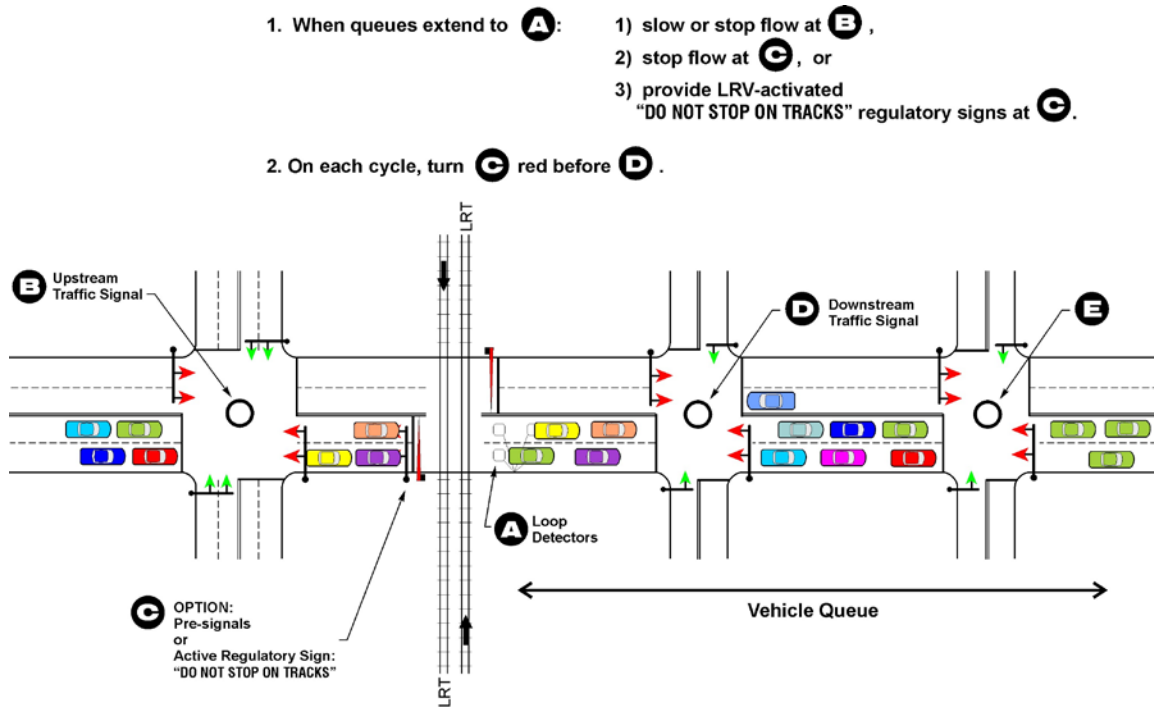 1. When queues extend to A:
1) slow or stop flow at B,
2) stop flow at C, or
3) provide LRV-activated
"DO NOT STOP ON TRACKS" regulatory signs at C.
2. On each cycle, turn C red before D.
LRT
B Upstream
Traffic Signal
D Downstream
Traffic Signal
E
A Loop
Detectors
C OPTION:
Pre-signals
or
Active Regulatory Sign:
"DO NOT STOP ON TRACKS"
Vehicle Queue
LRT